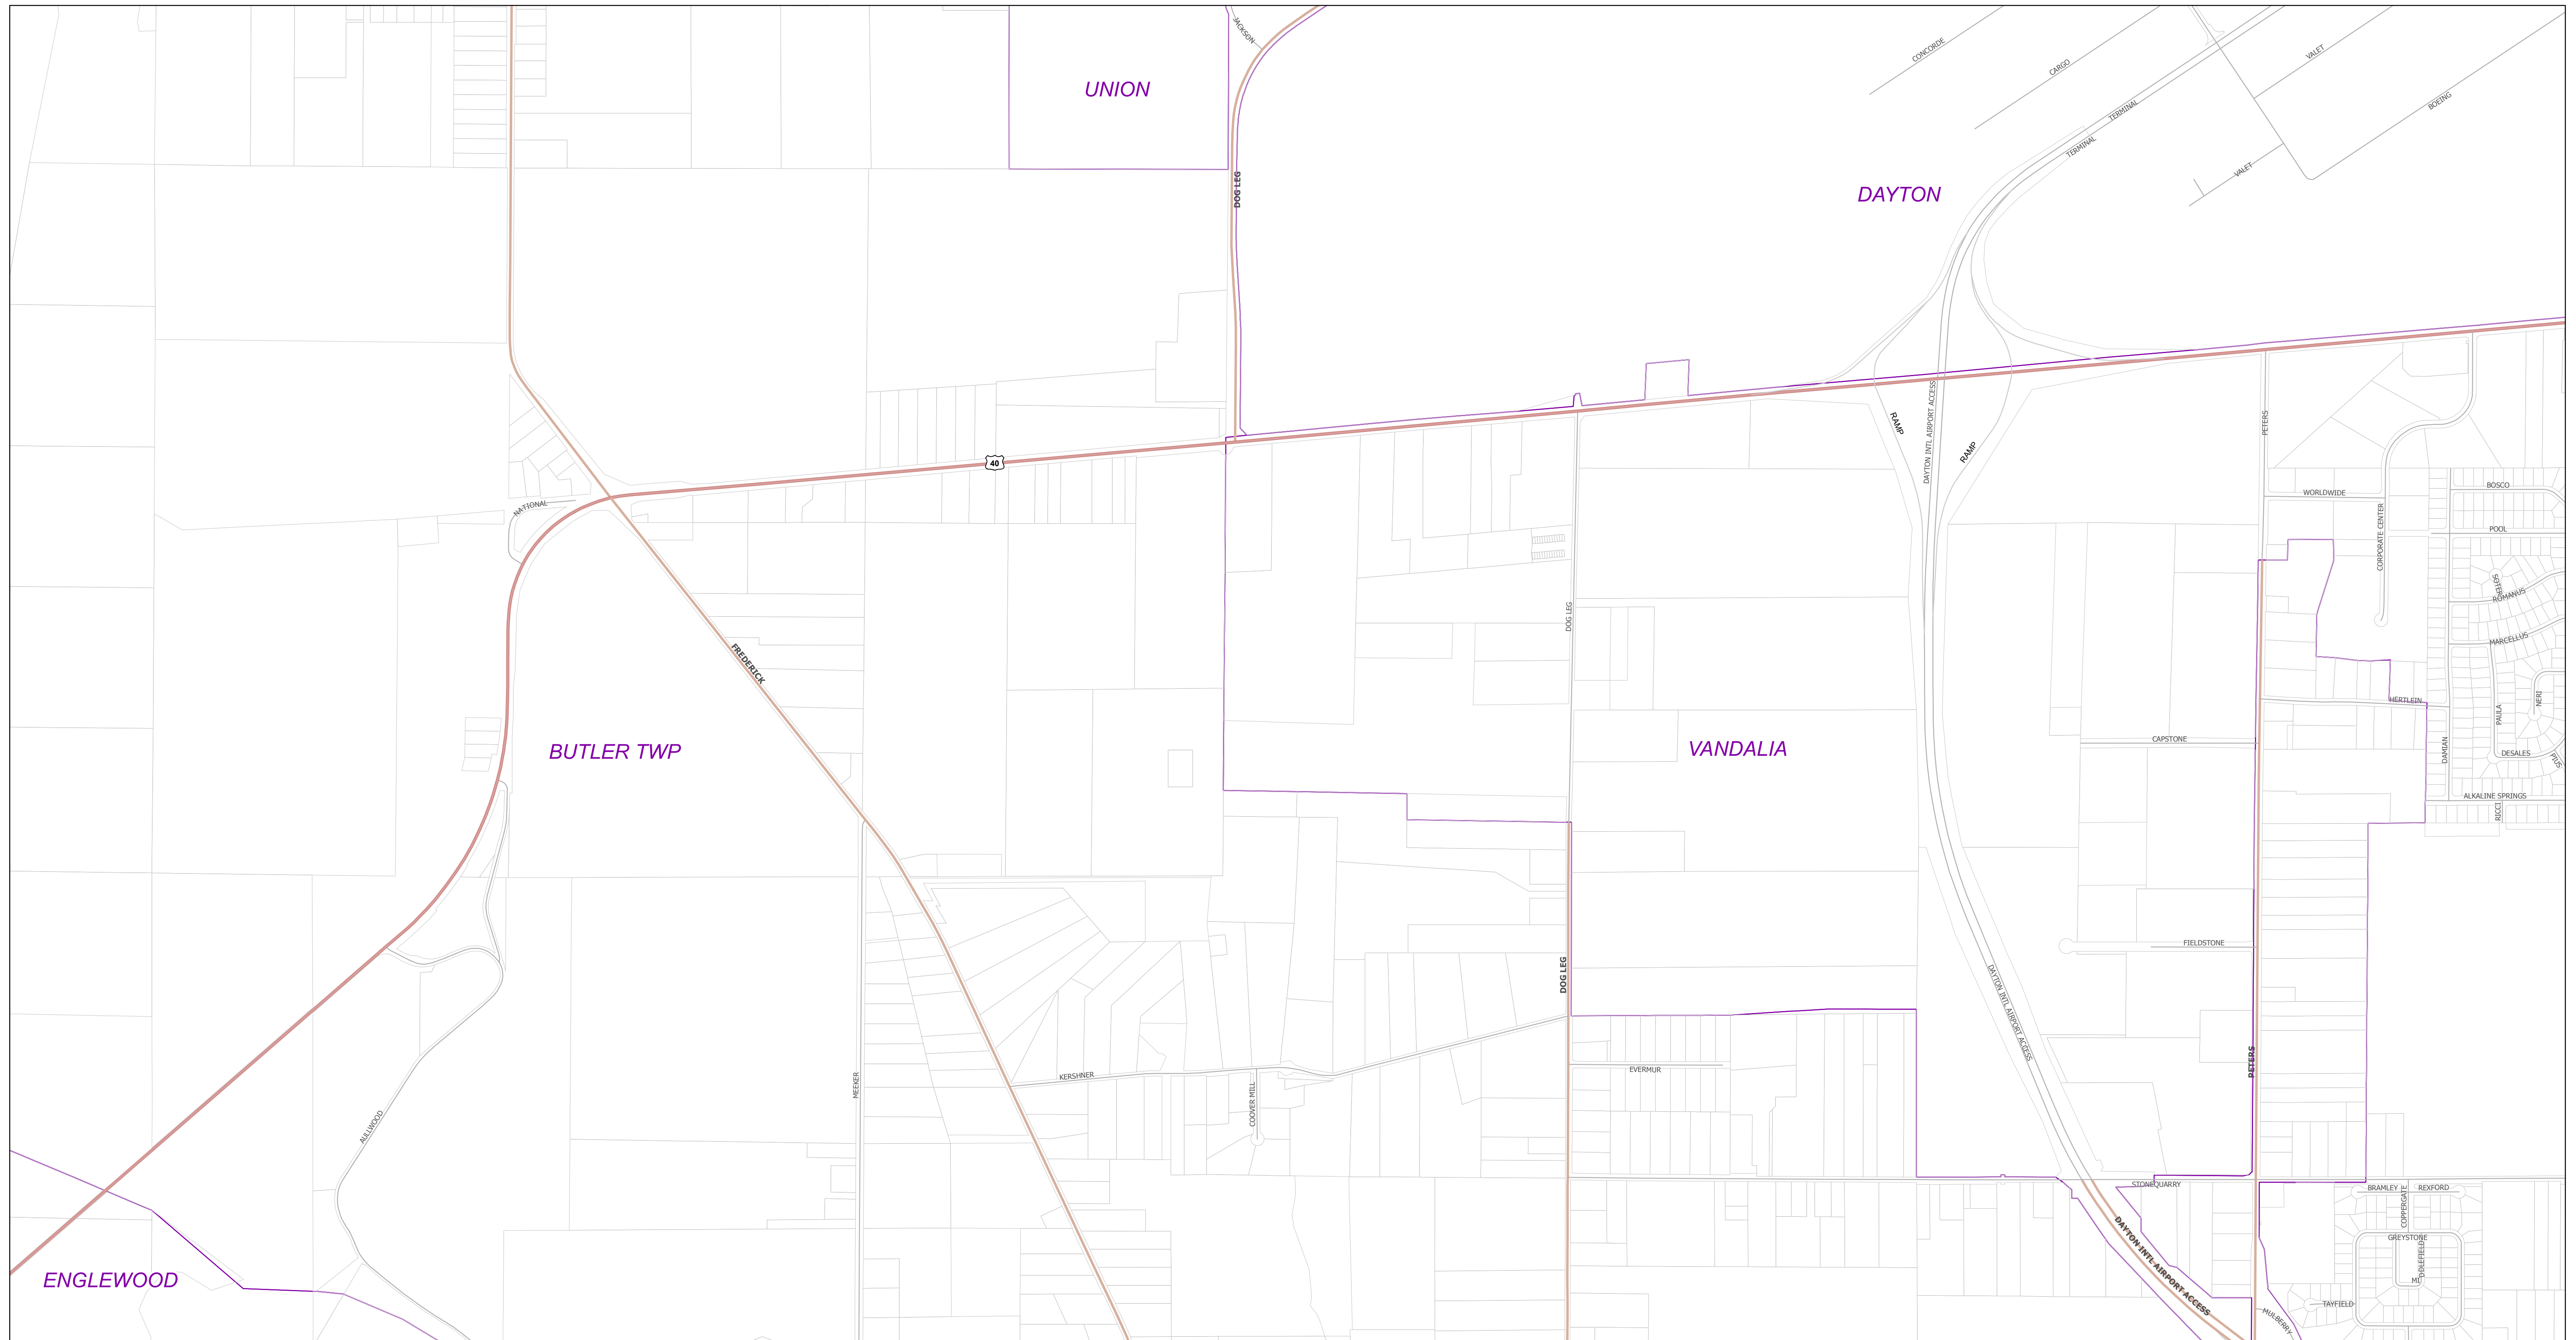 JACKSON
CONCORDE
CARGO
VALET
BOEING
UNION
TERMINAL
TERMINAL
VALET
DOG LEG
DAYTON
DAYTON INTL AIRPORT ACCESS
RAMP
RAMP
PETERS
40
NATIONAL
WORLDWIDE
CORPORATE CENTER
BOSCO
POOL
SOTER
ROMANUS
MARCELLUS
DOG LEG
FREDERICK
HERTLEIN
NERI
PAULA
BUTLER TWP
VANDALIA
CAPSTONE
DAMIAN
DESALES
PIUS
ALKALINE SPRINGS
RICCI
FIELDSTONE
DOG LEG
DAYTON INTL AIRPORT ACCESS
PETERS
EVERMUR
KERSHNER
COOVER MILL
MEEKER
AULLWOOD
STONEQUARRY
BRAMLEY
REXFORD
COPPERGATE
GREYSTONE
DAYTON INTL AIRPORT ACCESS
ENGLEWOOD
TAYFIELD
MULBERRY